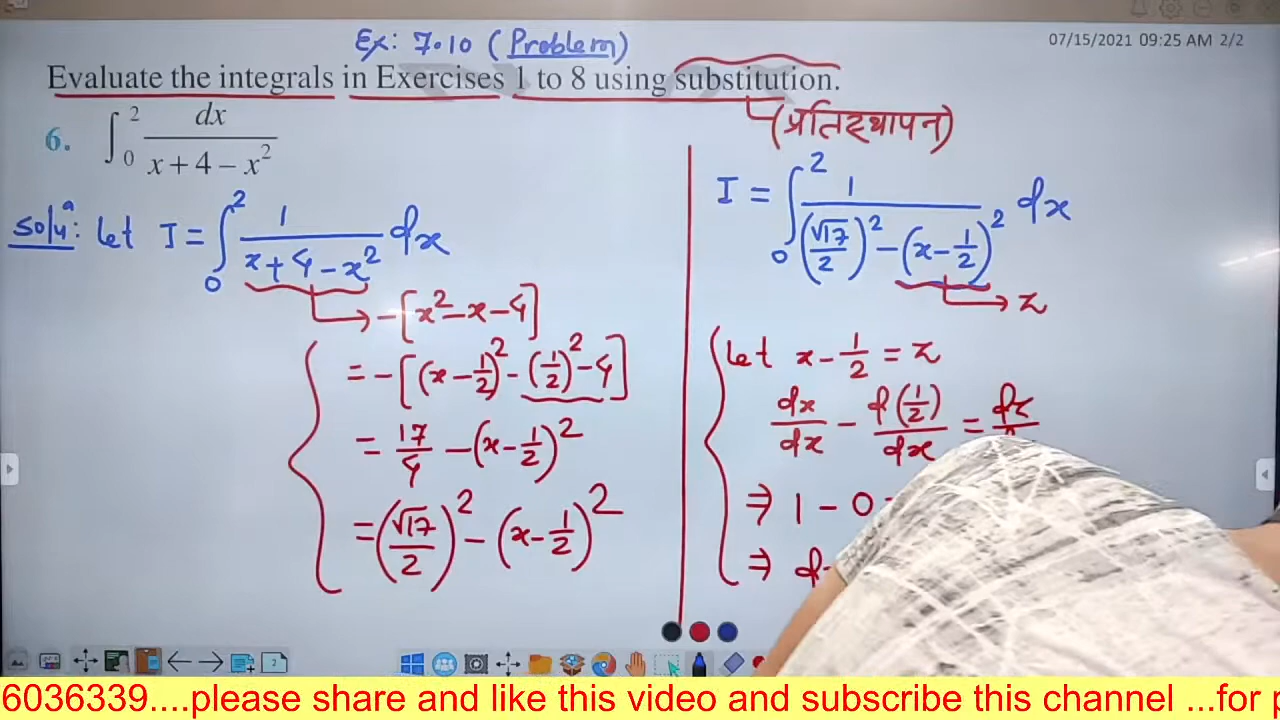 Ex: 7.10 (Problem)
07/15/2021 09:25 AM 2/2
Evaluate the integrals in Exercises 1 to 8 using substitution.
(प्रतिस्थापन)
6. ∫₀² dx/(x + 4 – x²)
Soluⁿ: let I = ∫₀² 1/(x+4-x²) dx
→ -[x²-x-4]
= -[(x-1/2)² - (1/2)² - 4]
= 17/4 - (x-1/2)²
= (√17/2)² - (x-1/2)²
I = ∫₀² 1/((√17/2)² - (x-1/2)²) dx
→ z
let x - 1/2 = z
dx/dx - d(1/2)/dx = dz/
⇒ 1 - 0
⇒ d
2
6036339....please share and like this video and subscribe this channel ...for